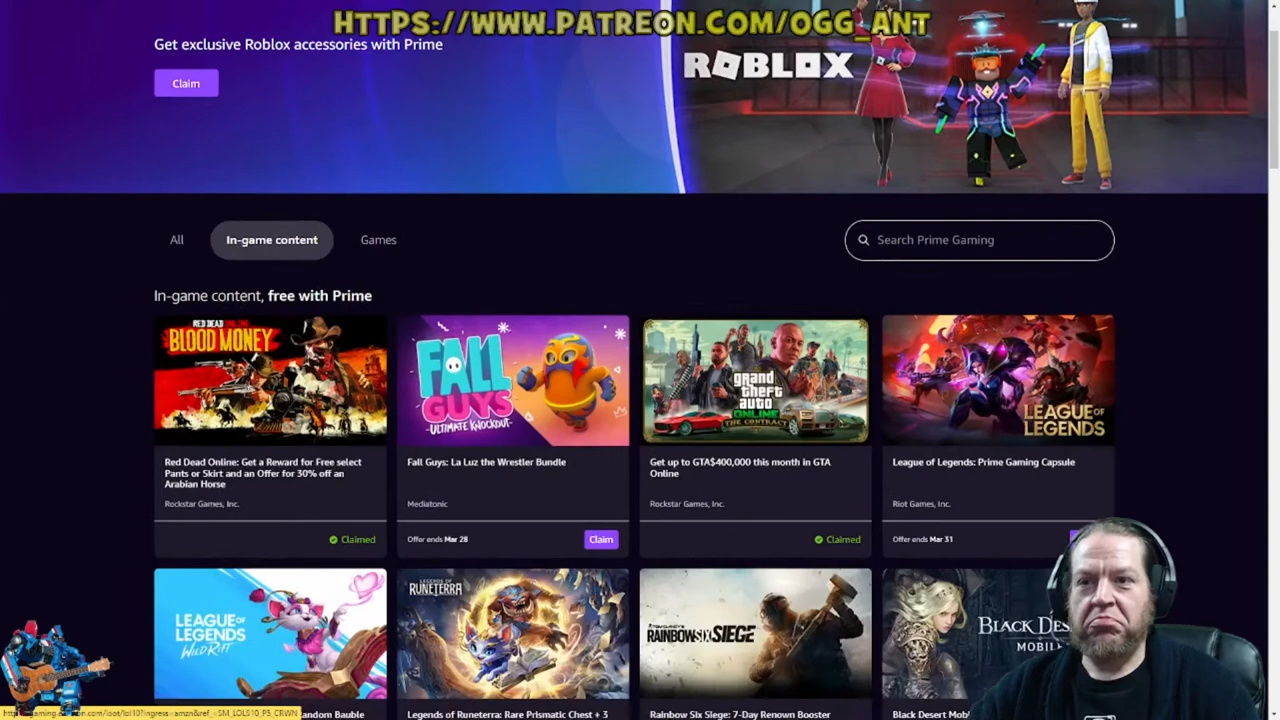 HTTPS://WWW.PATREON.COM/OGG_ANT
Get exclusive Roblox accessories with Prime
Claim
ROBLOX
All
In-game content
Games
Search Prime Gaming
In-game content, free with Prime
RED DEAD ONLINE
BLOOD MONEY
FALL
GUYS
-ULTIMATE KNOCKOUT-
grand
theft
auto
ONLINE
THE CONTRACT
LEAGUE OF
LEGENDS
Red Dead Online: Get a Reward for Free select
Pants or Skirt and an Offer for 30% off an
Arabian Horse
Rockstar Games, Inc.
Claimed
Fall Guys: La Luz the Wrestler Bundle
Mediatonic
Offer ends Mar 28
Claim
Get up to GTA$400,000 this month in GTA
Online
Rockstar Games, Inc.
Claimed
League of Legends: Prime Gaming Capsule
Riot Games, Inc.
Offer ends Mar 31
LEAGUE OF
LEGENDS
WILD RIFT
LEGENDS OF
RUNETERRA
TOM CLANCY'S
RAINBOW SIX SIEGE
BLACK DES
MOBIL
andom Bauble
Legends of Runeterra: Rare Prismatic Chest + 3
Rainbow Six Siege: 7-Day Renown Booster
Black Desert Mobi